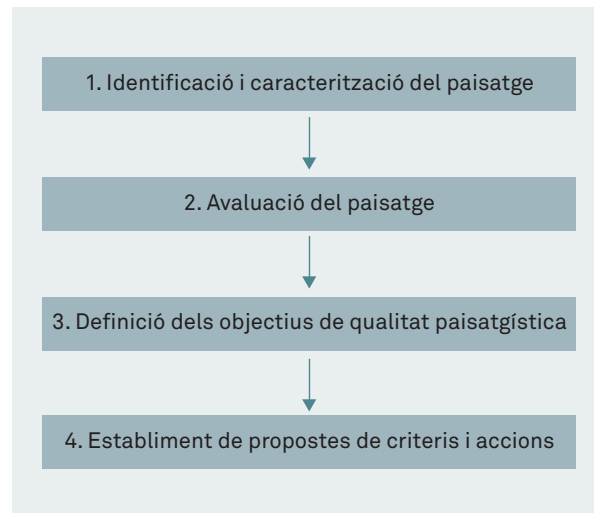 1. Identificació i caracterització del paisatge
2. Avaluació del paisatge
3. Definició dels objectius de qualitat paisatgística
4. Establiment de propostes de criteris i accions